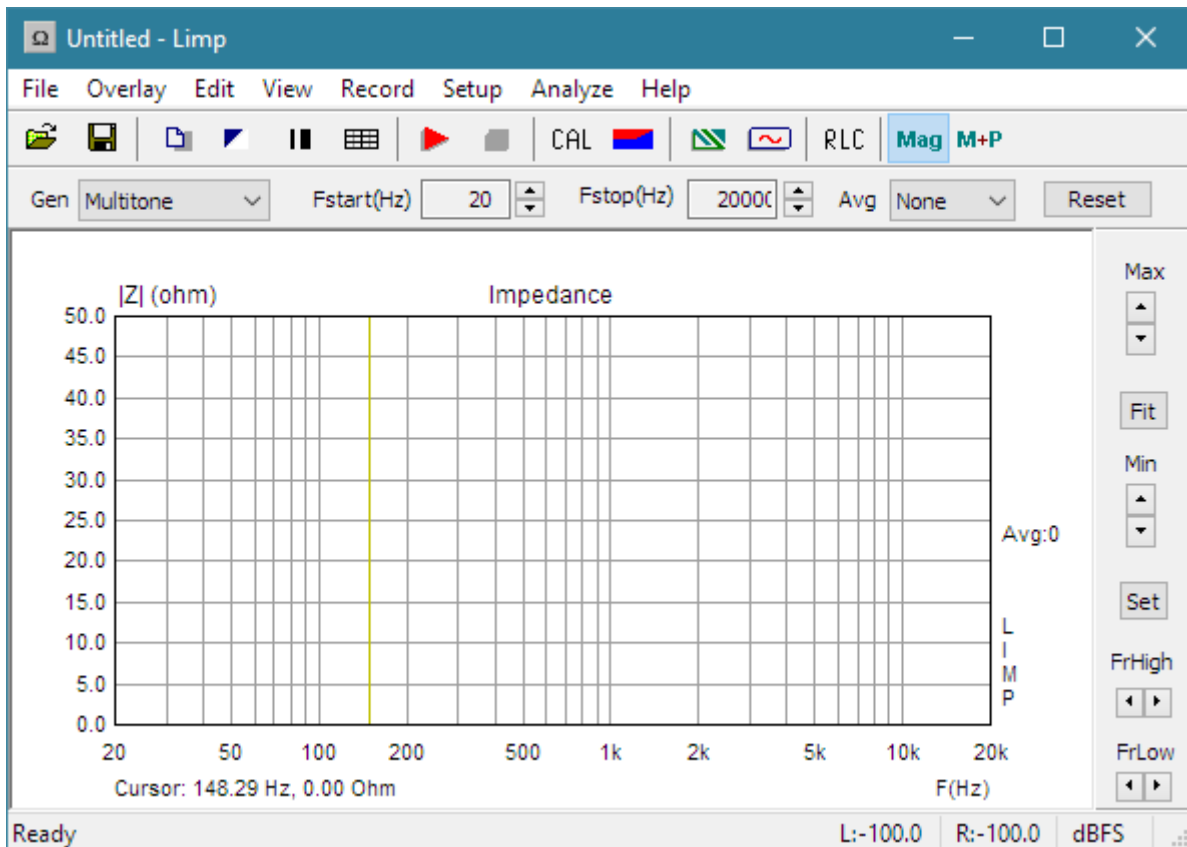 Ω Untitled - Limp
File Overlay Edit View Record Setup Analyze Help
CAL RLC Mag M+P
Gen Multitone Fstart(Hz) 20 Fstop(Hz) 20000 Avg None Reset
|Z| (ohm) Impedance
50.0
45.0
40.0
35.0
30.0
25.0
20.0
15.0
10.0
5.0
0.0
20 50 100 200 500 1k 2k 5k 10k 20k
Cursor: 148.29 Hz, 0.00 Ohm F(Hz)
Avg:0
L
I
M
P
Max
Fit
Min
Set
FrHigh
FrLow
Ready L:-100.0 R:-100.0 dBFS